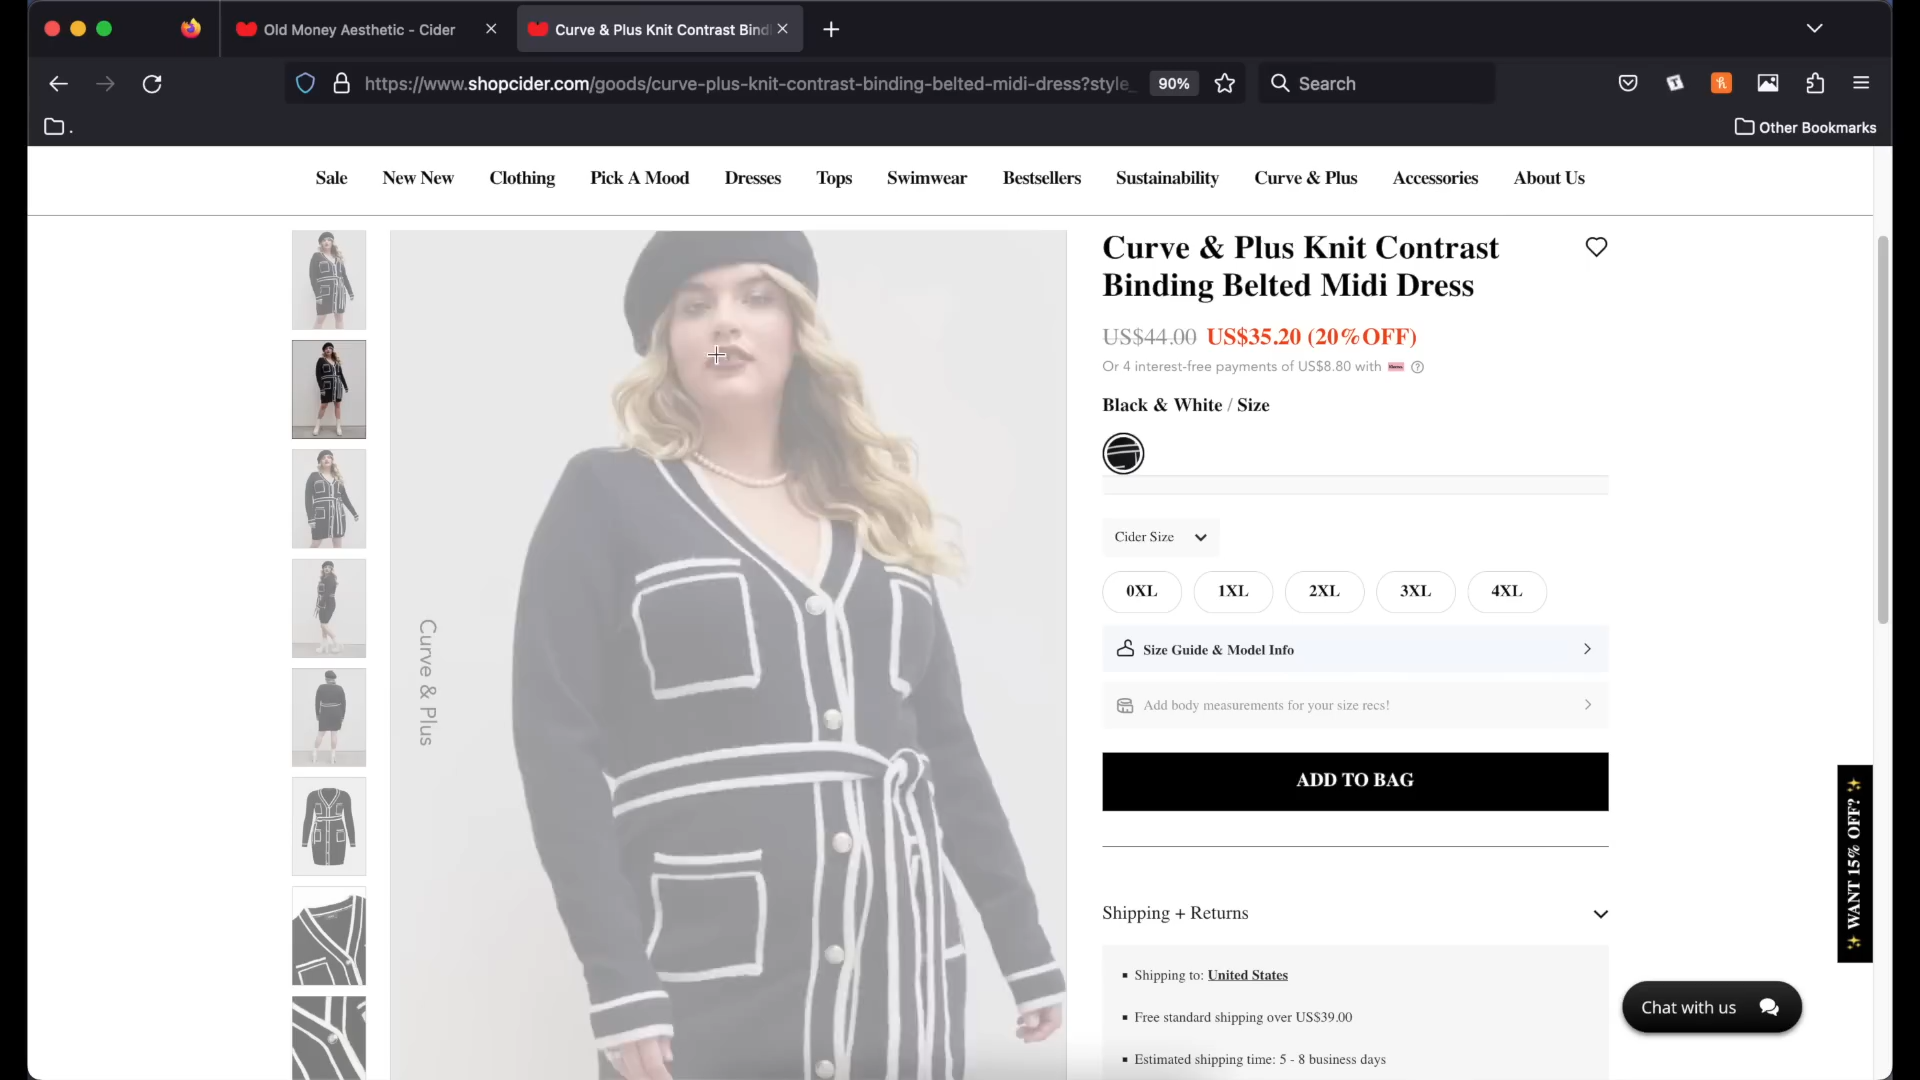 Old Money Aesthetic - Cider
Curve & Plus Knit Contrast Bind
https://www.shopcider.com/goods/curve-plus-knit-contrast-binding-belted-midi-dress?style_
90%
Search
.
Other Bookmarks
Sale New New Clothing Pick A Mood Dresses Tops Swimwear Bestsellers Sustainability Curve & Plus Accessories About Us
Curve & Plus
Curve & Plus Knit Contrast
Binding Belted Midi Dress
US$44.00 US$35.20 (20%OFF)
Or 4 interest-free payments of US$8.80 with
Black & White / Size
Cider Size
0XL 1XL 2XL 3XL 4XL
Size Guide & Model Info
Add body measurements for your size recs!
ADD TO BAG
Shipping + Returns
▪ Shipping to: United States
▪ Free standard shipping over US$39.00
▪ Estimated shipping time: 5 - 8 business days
✨ WANT 15% OFF? ✨
Chat with us